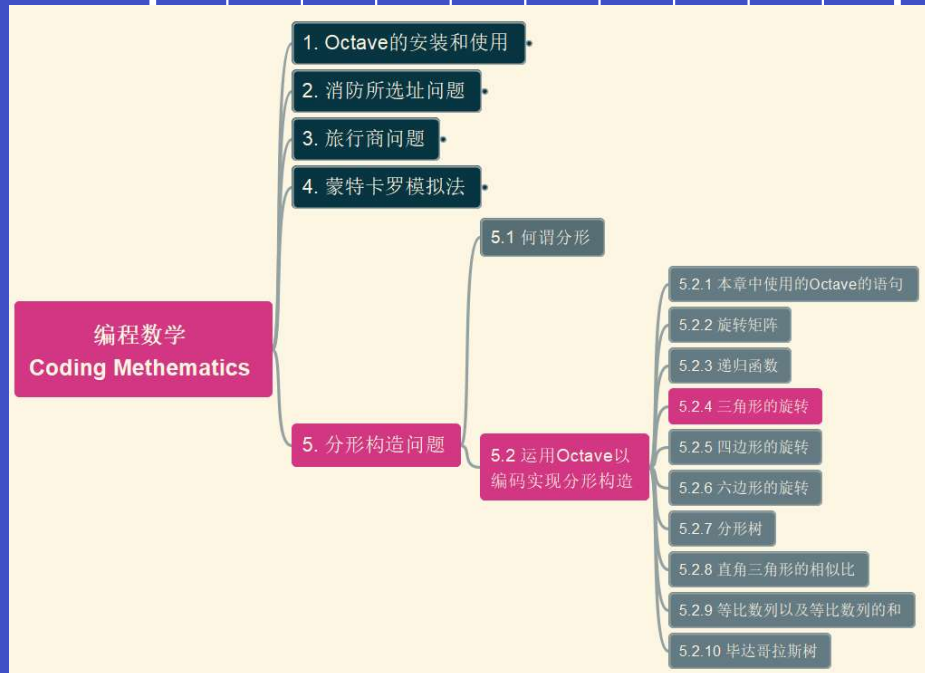 1. Octave的安装和使用
2. 消防所选址问题
3. 旅行商问题
4. 蒙特卡罗模拟法
5.1 何谓分形
5.2.1 本章中使用的Octave的语句
5.2.2 旋转矩阵
编程数学
Coding Methematics
5.2.3 递归函数
5.2.4 三角形的旋转
5. 分形构造问题
5.2 运用Octave以
编码实现分形构造
5.2.5 四边形的旋转
5.2.6 六边形的旋转
5.2.7 分形树
5.2.8 直角三角形的相似比
5.2.9 等比数列以及等比数列的和
5.2.10 毕达哥拉斯树